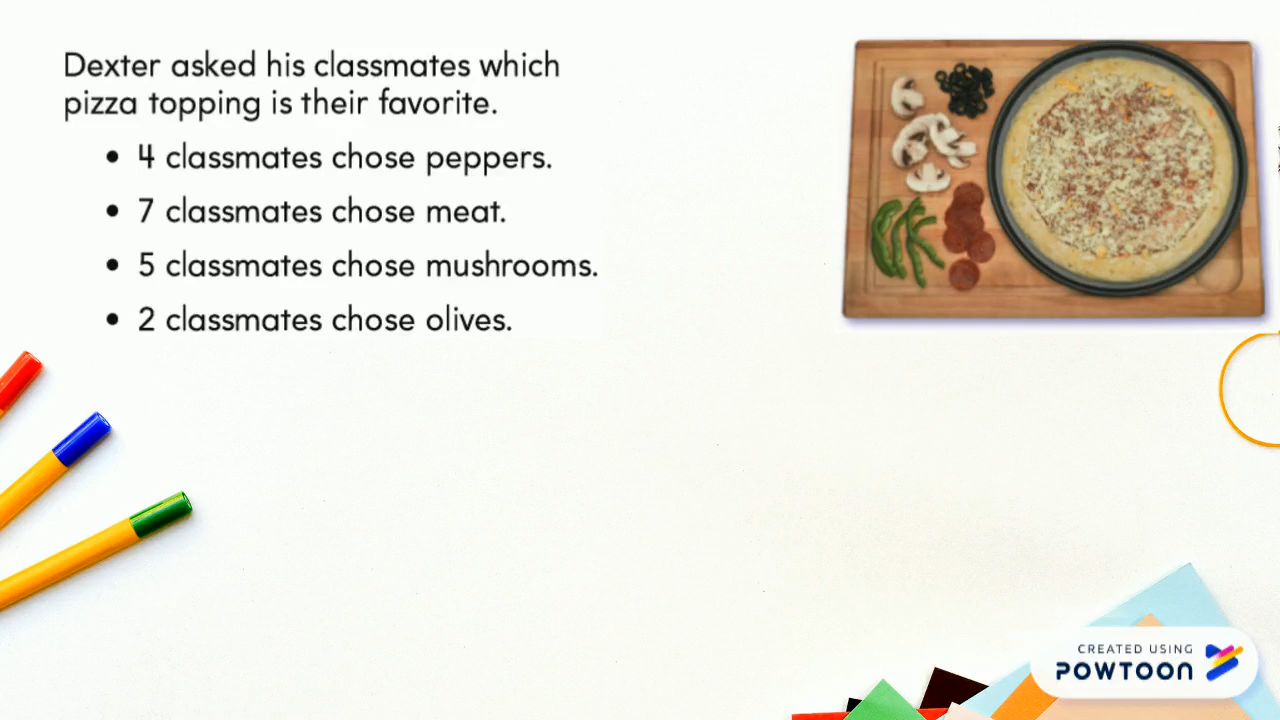 Dexter asked his classmates which
pizza topping is their favorite.
• 4 classmates chose peppers.
• 7 classmates chose meat.
• 5 classmates chose mushrooms.
• 2 classmates chose olives.
CREATED USING
POWTOON